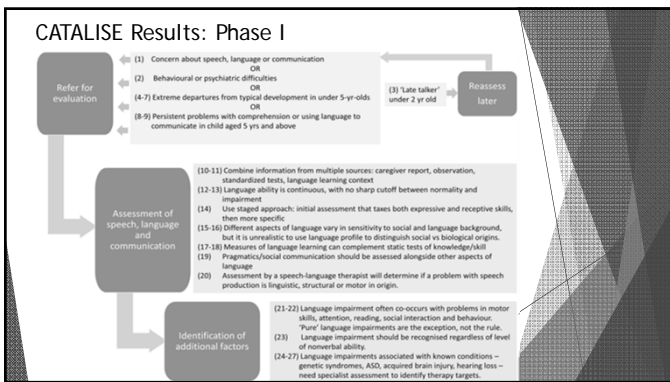 CATALISE Results: Phase I
Refer for
evaluation
(1) Concern about speech, language or communication
OR
(2) Behavioural or psychiatric difficulties
OR
(4-7) Extreme departures from typical development in under 5-yr-olds
OR
(8-9) Persistent problems with comprehension or using language to
communicate in child aged 5 yrs and above
(3) 'Late talker'
under 2 yr old
Reassess
later
Assessment of
speech, language
and
communication
(10-11) Combine information from multiple sources: caregiver report, observation,
standardized tests, language learning context
(12-13) Language ability is continuous, with no sharp cutoff between normality and
impairment
(14) Use staged approach: initial assessment that taxes both expressive and receptive skills,
then more specific
(15-16) Different aspects of language vary in sensitivity to social and language background,
but it is unrealistic to use language profile to distinguish social vs biological origins.
(17-18) Measures of language learning can complement static tests of knowledge/skill
(19) Pragmatics/social communication should be assessed alongside other aspects of
language
(20) Assessment by a speech-language therapist will determine if a problem with speech
production is linguistic, structural or motor in origin.
Identification of
additional factors
(21-22) Language impairment often co-occurs with problems in motor
skills, attention, reading, social interaction and behaviour.
'Pure' language impairments are the exception, not the rule.
(23) Language impairment should be recognised regardless of level
of nonverbal ability.
(24-27) Language impairments associated with known conditions –
genetic syndromes, ASD, acquired brain injury, hearing loss –
need specialist assessment to identify therapy targets.